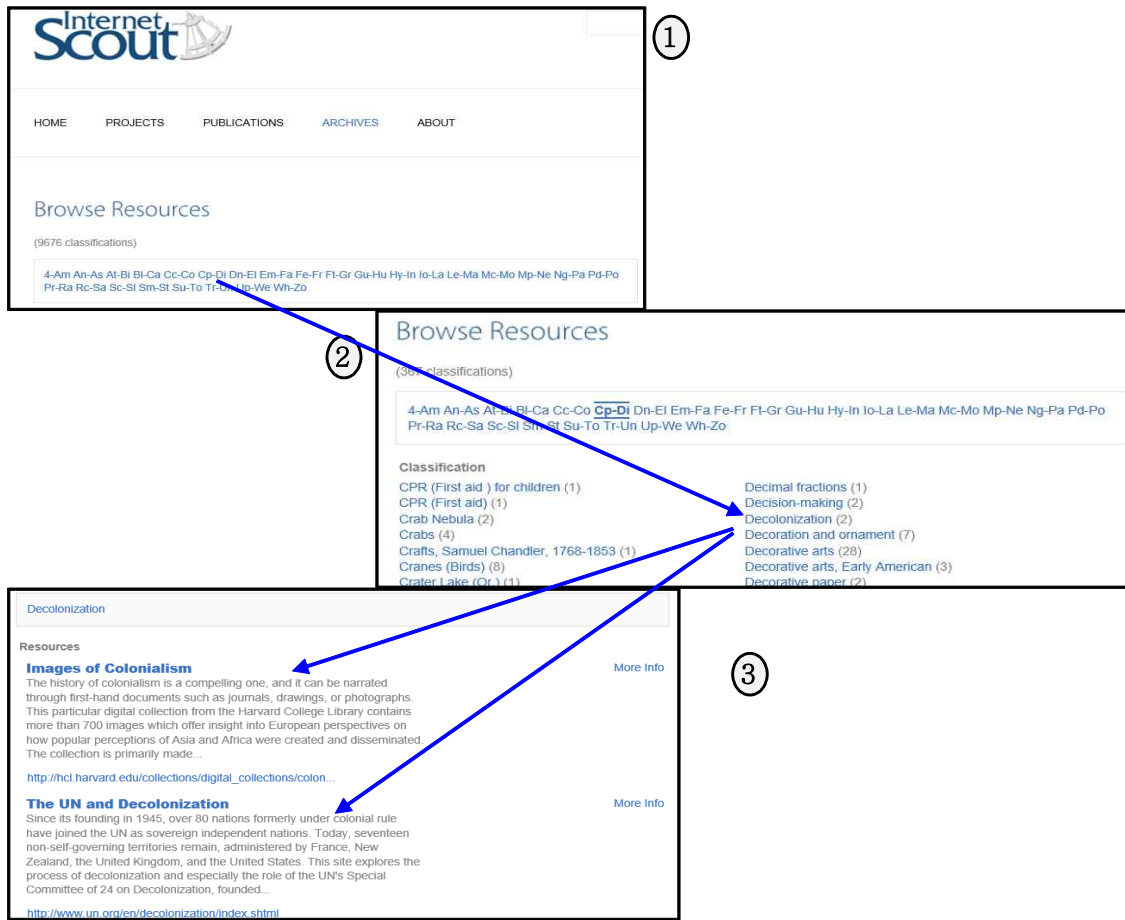 Internet
Scout
①
HOME PROJECTS PUBLICATIONS ARCHIVES ABOUT
Browse Resources
(9676 classifications)
4-Am An-As At-Bi Bl-Ca Cc-Co Cp-Di Dn-El Em-Fa Fe-Fr Ft-Gr Gu-Hu Hy-In Io-La Le-Ma Mc-Mo Mp-Ne Ng-Pa Pd-Po
Pr-Ra Rc-Sa Sc-Sl Sm-St Su-To Tr-Un Up-We Wh-Zo
②
Browse Resources
(367 classifications)
4-Am An-As At-Bi Bl-Ca Cc-Co Cp-Di Dn-El Em-Fa Fe-Fr Ft-Gr Gu-Hu Hy-In Io-La Le-Ma Mc-Mo Mp-Ne Ng-Pa Pd-Po
Pr-Ra Rc-Sa Sc-Sl Sm-St Su-To Tr-Un Up-We Wh-Zo
Classification
CPR (First aid ) for children (1)
CPR (First aid) (1)
Crab Nebula (2)
Crabs (4)
Crafts, Samuel Chandler, 1768-1853 (1)
Cranes (Birds) (8)
Crater Lake (Or.) (1)
Decimal fractions (1)
Decision-making (2)
Decolonization (2)
Decoration and ornament (7)
Decorative arts (28)
Decorative arts, Early American (3)
Decorative paper (2)
③
Decolonization
Resources
Images of Colonialism More Info
The history of colonialism is a compelling one, and it can be narrated
through first-hand documents such as journals, drawings, or photographs.
This particular digital collection from the Harvard College Library contains
more than 700 images which offer insight into European perspectives on
how popular perceptions of Asia and Africa were created and disseminated.
The collection is primarily made...
http://hcl.harvard.edu/collections/digital_collections/colon...
The UN and Decolonization More Info
Since its founding in 1945, over 80 nations formerly under colonial rule
have joined the UN as sovereign independent nations. Today, seventeen
non-self-governing territories remain, administered by France, New
Zealand, the United Kingdom, and the United States. This site explores the
process of decolonization and especially the role of the UN's Special
Committee of 24 on Decolonization, founded...
http://www.un.org/en/decolonization/index.shtml